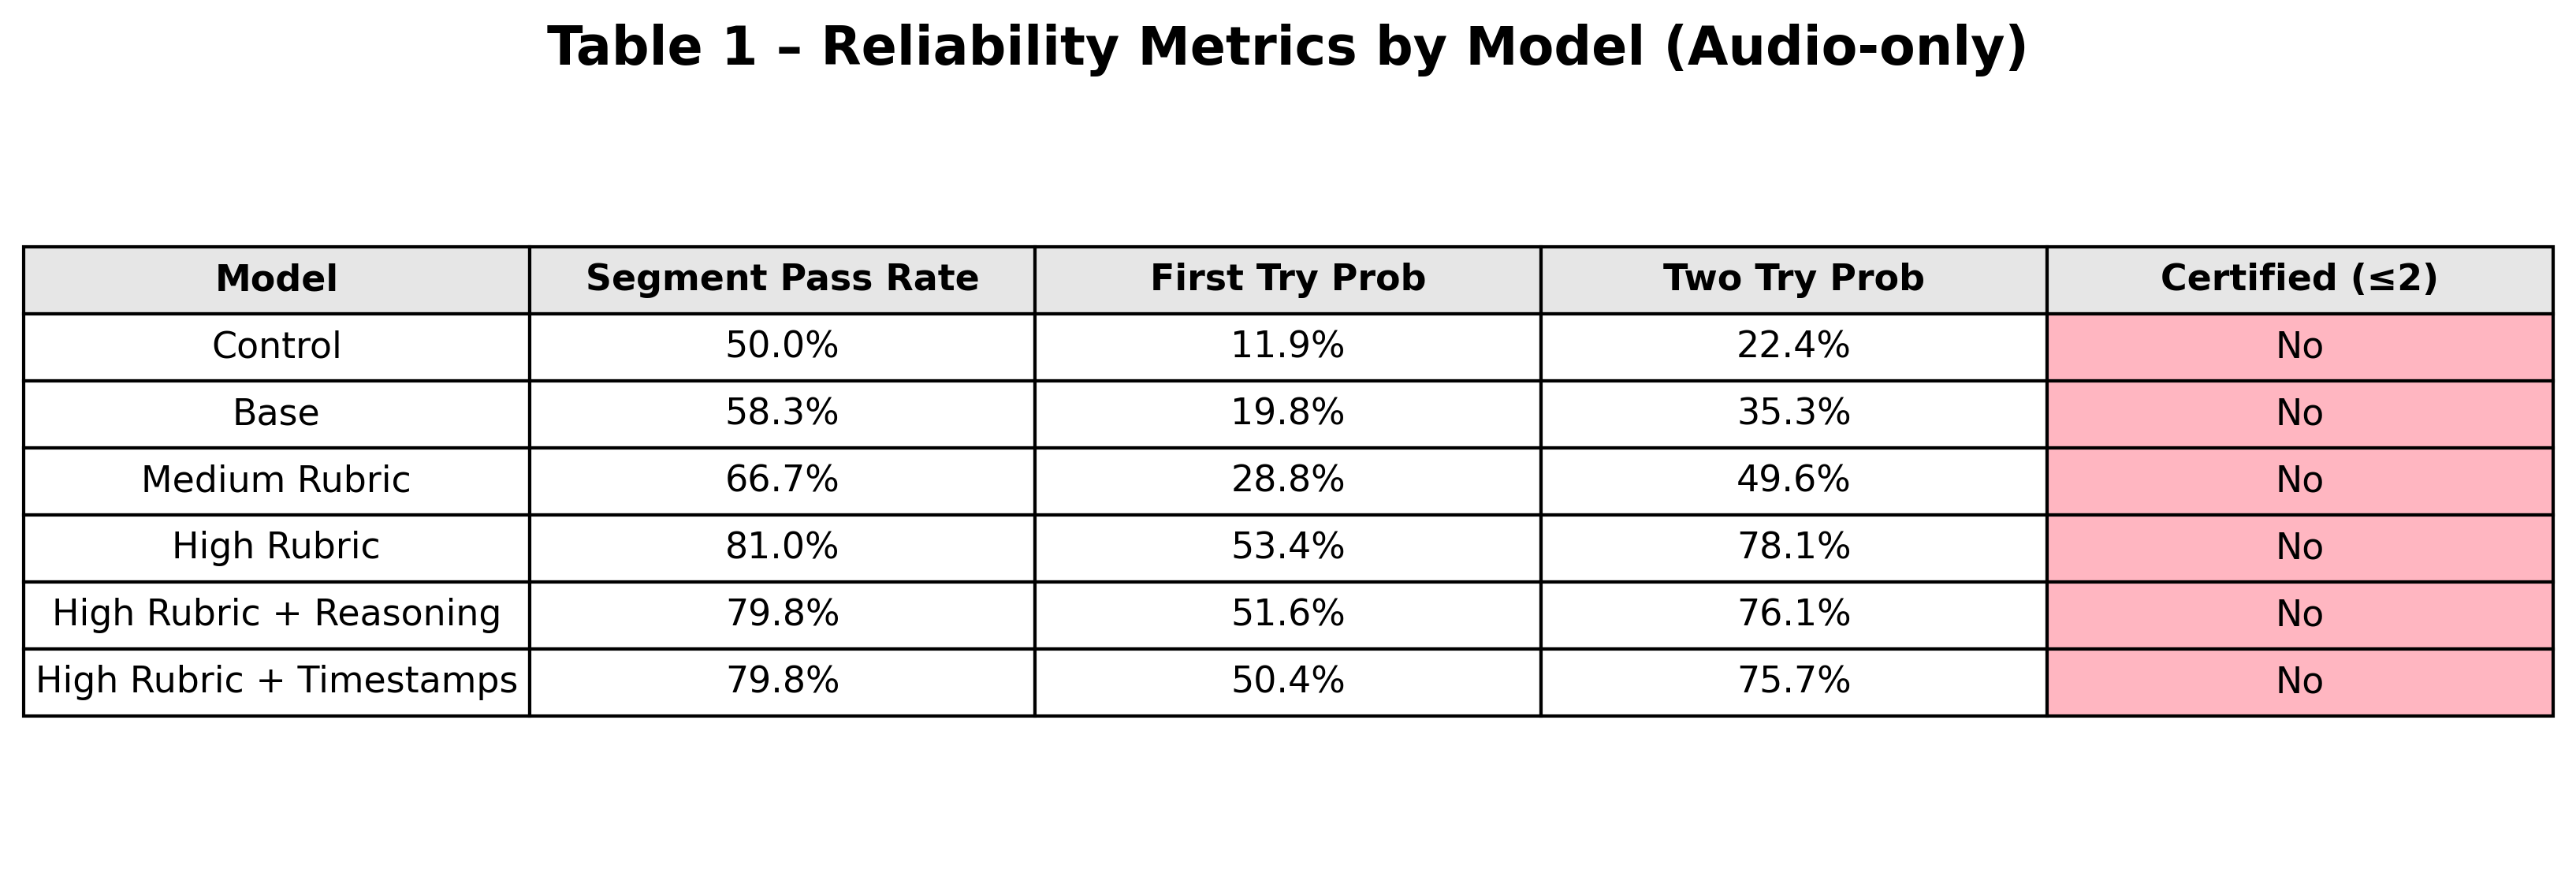 Table 1 – Reliability Metrics by Model (Audio-only)
Model Segment Pass Rate First Try Prob Two Try Prob Certified (≤2)
Control 50.0% 11.9% 22.4% No
Base 58.3% 19.8% 35.3% No
Medium Rubric 66.7% 28.8% 49.6% No
High Rubric 81.0% 53.4% 78.1% No
High Rubric + Reasoning 79.8% 51.6% 76.1% No
High Rubric + Timestamps 79.8% 50.4% 75.7% No